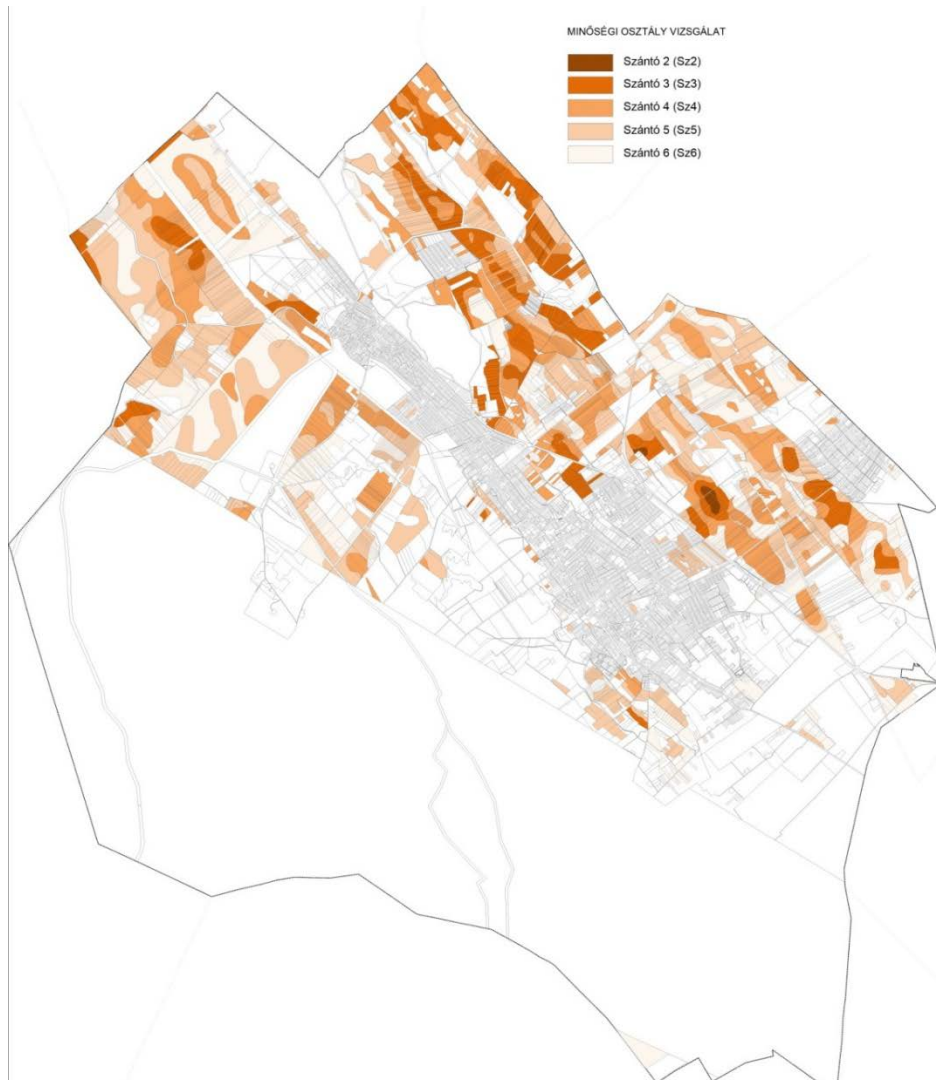 MINŐSÉGI OSZTÁLY VIZSGÁLAT
Szántó 2 (Sz2)
Szántó 3 (Sz3)
Szántó 4 (Sz4)
Szántó 5 (Sz5)
Szántó 6 (Sz6)